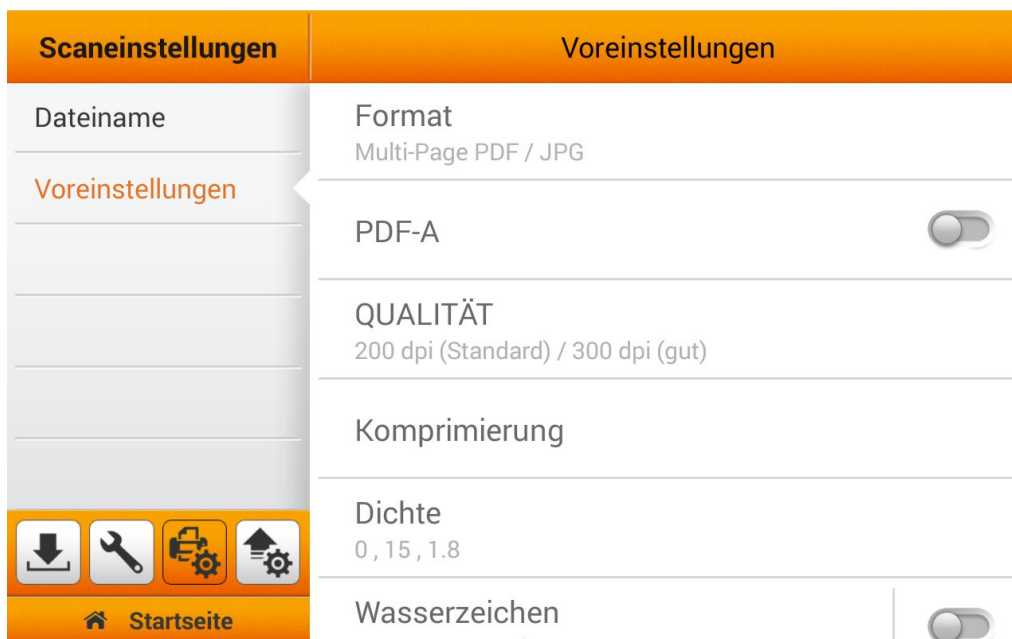 Scaneinstellungen
Voreinstellungen
Dateiname
Voreinstellungen
Startseite
Format
Multi-Page PDF / JPG
PDF-A
QUALITÄT
200 dpi (Standard) / 300 dpi (gut)
Komprimierung
Dichte
0 , 15 , 1.8
Wasserzeichen